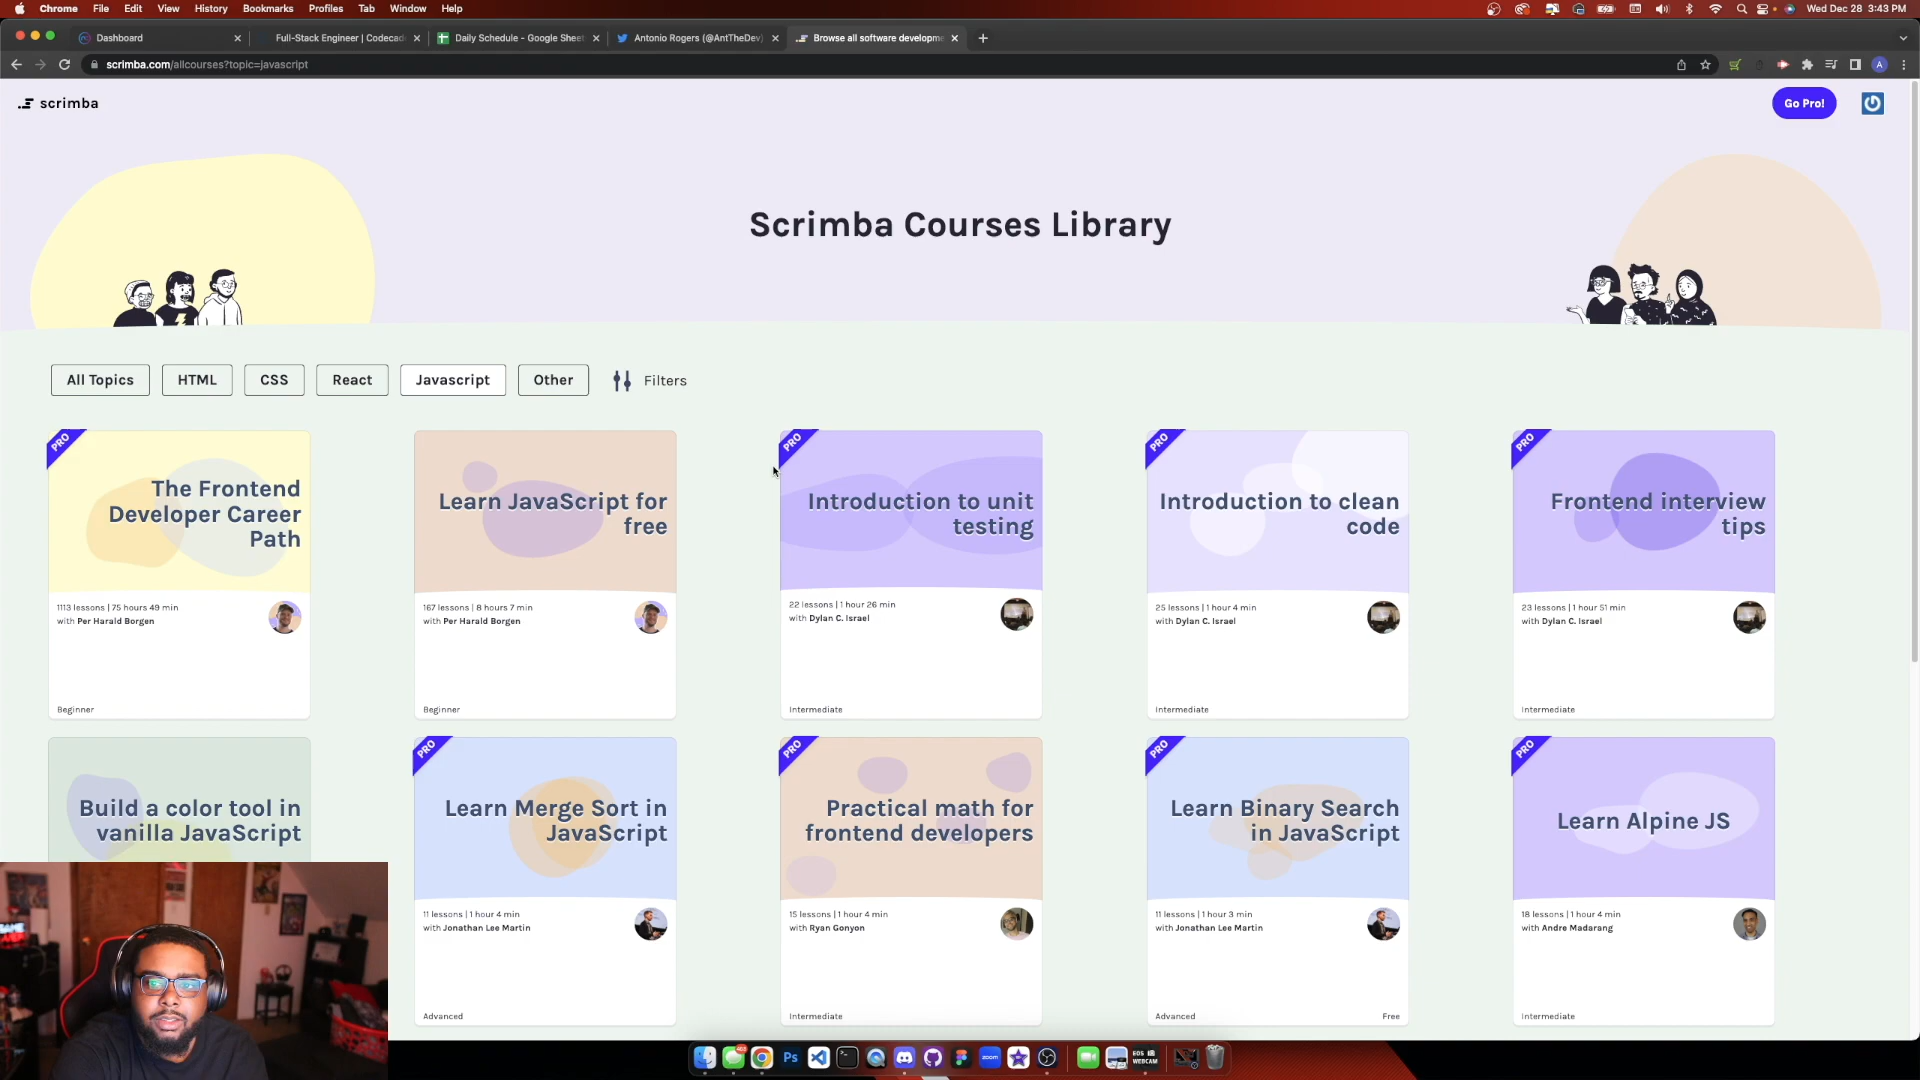 Chrome File Edit View History Bookmarks Profiles Tab Window Help
Wed Dec 28 3:43 PM
Dashboard
Full-Stack Engineer | Codecad
Daily Schedule - Google Sheet
Antonio Rogers (@AntTheDev)
Browse all software developme
scrimba.com/allcourses?topic=javascript
A
scrimba
Go Pro!
Scrimba Courses Library
All Topics
HTML
CSS
React
Javascript
Other
Filters
PRO
The Frontend
Developer Career
Path
1113 lessons | 75 hours 49 min
with Per Harald Borgen
Beginner
Learn JavaScript for
free
167 lessons | 8 hours 7 min
with Per Harald Borgen
Beginner
PRO
Introduction to unit
testing
22 lessons | 1 hour 26 min
with Dylan C. Israel
Intermediate
PRO
Introduction to clean
code
25 lessons | 1 hour 4 min
with Dylan C. Israel
Intermediate
PRO
Frontend interview
tips
23 lessons | 1 hour 51 min
with Dylan C. Israel
Intermediate
Build a color tool in
vanilla JavaScript
PRO
Learn Merge Sort in
JavaScript
11 lessons | 1 hour 4 min
with Jonathan Lee Martin
Advanced
PRO
Practical math for
frontend developers
15 lessons | 1 hour 4 min
with Ryan Gonyon
Intermediate
PRO
Learn Binary Search
in JavaScript
11 lessons | 1 hour 3 min
with Jonathan Lee Martin
Advanced
Free
PRO
Learn Alpine JS
18 lessons | 1 hour 4 min
with Andre Madarang
Intermediate
Ps
zoom
EOS
WEBCAM